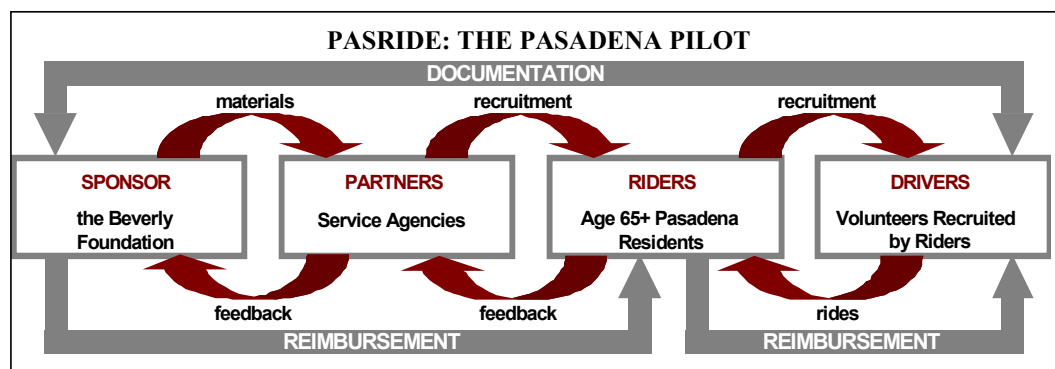 PASRIDE: THE PASADENA PILOT
DOCUMENTATION
materials
recruitment
recruitment
SPONSOR
the Beverly
Foundation
PARTNERS
Service Agencies
RIDERS
Age 65+ Pasadena
Residents
DRIVERS
Volunteers Recruited
by Riders
feedback
feedback
rides
REIMBURSEMENT
REIMBURSEMENT